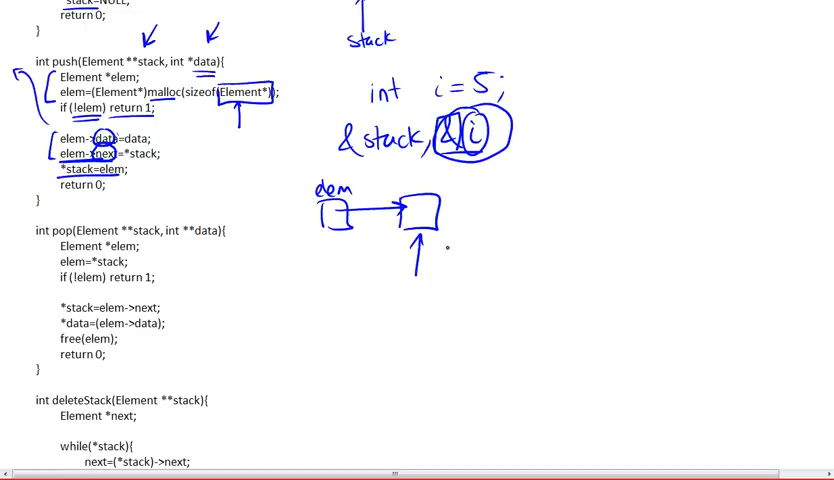 *stack=NULL;
return 0;
}
stack
int push(Element **stack, int *data){
Element *elem;
elem=(Element*)malloc(sizeof(Element*));
if (!elem) return 1;
int i = 5;
elem->data=data;
&stack, &i
elem->next=*stack;
*stack=elem;
return 0;
elem
}
int pop(Element **stack, int **data){
Element *elem;
elem=*stack;
if (!elem) return 1;
*stack=elem->next;
*data=(elem->data);
free(elem);
return 0;
}
int deleteStack(Element **stack){
Element *next;
while(*stack){
next=(*stack)->next;